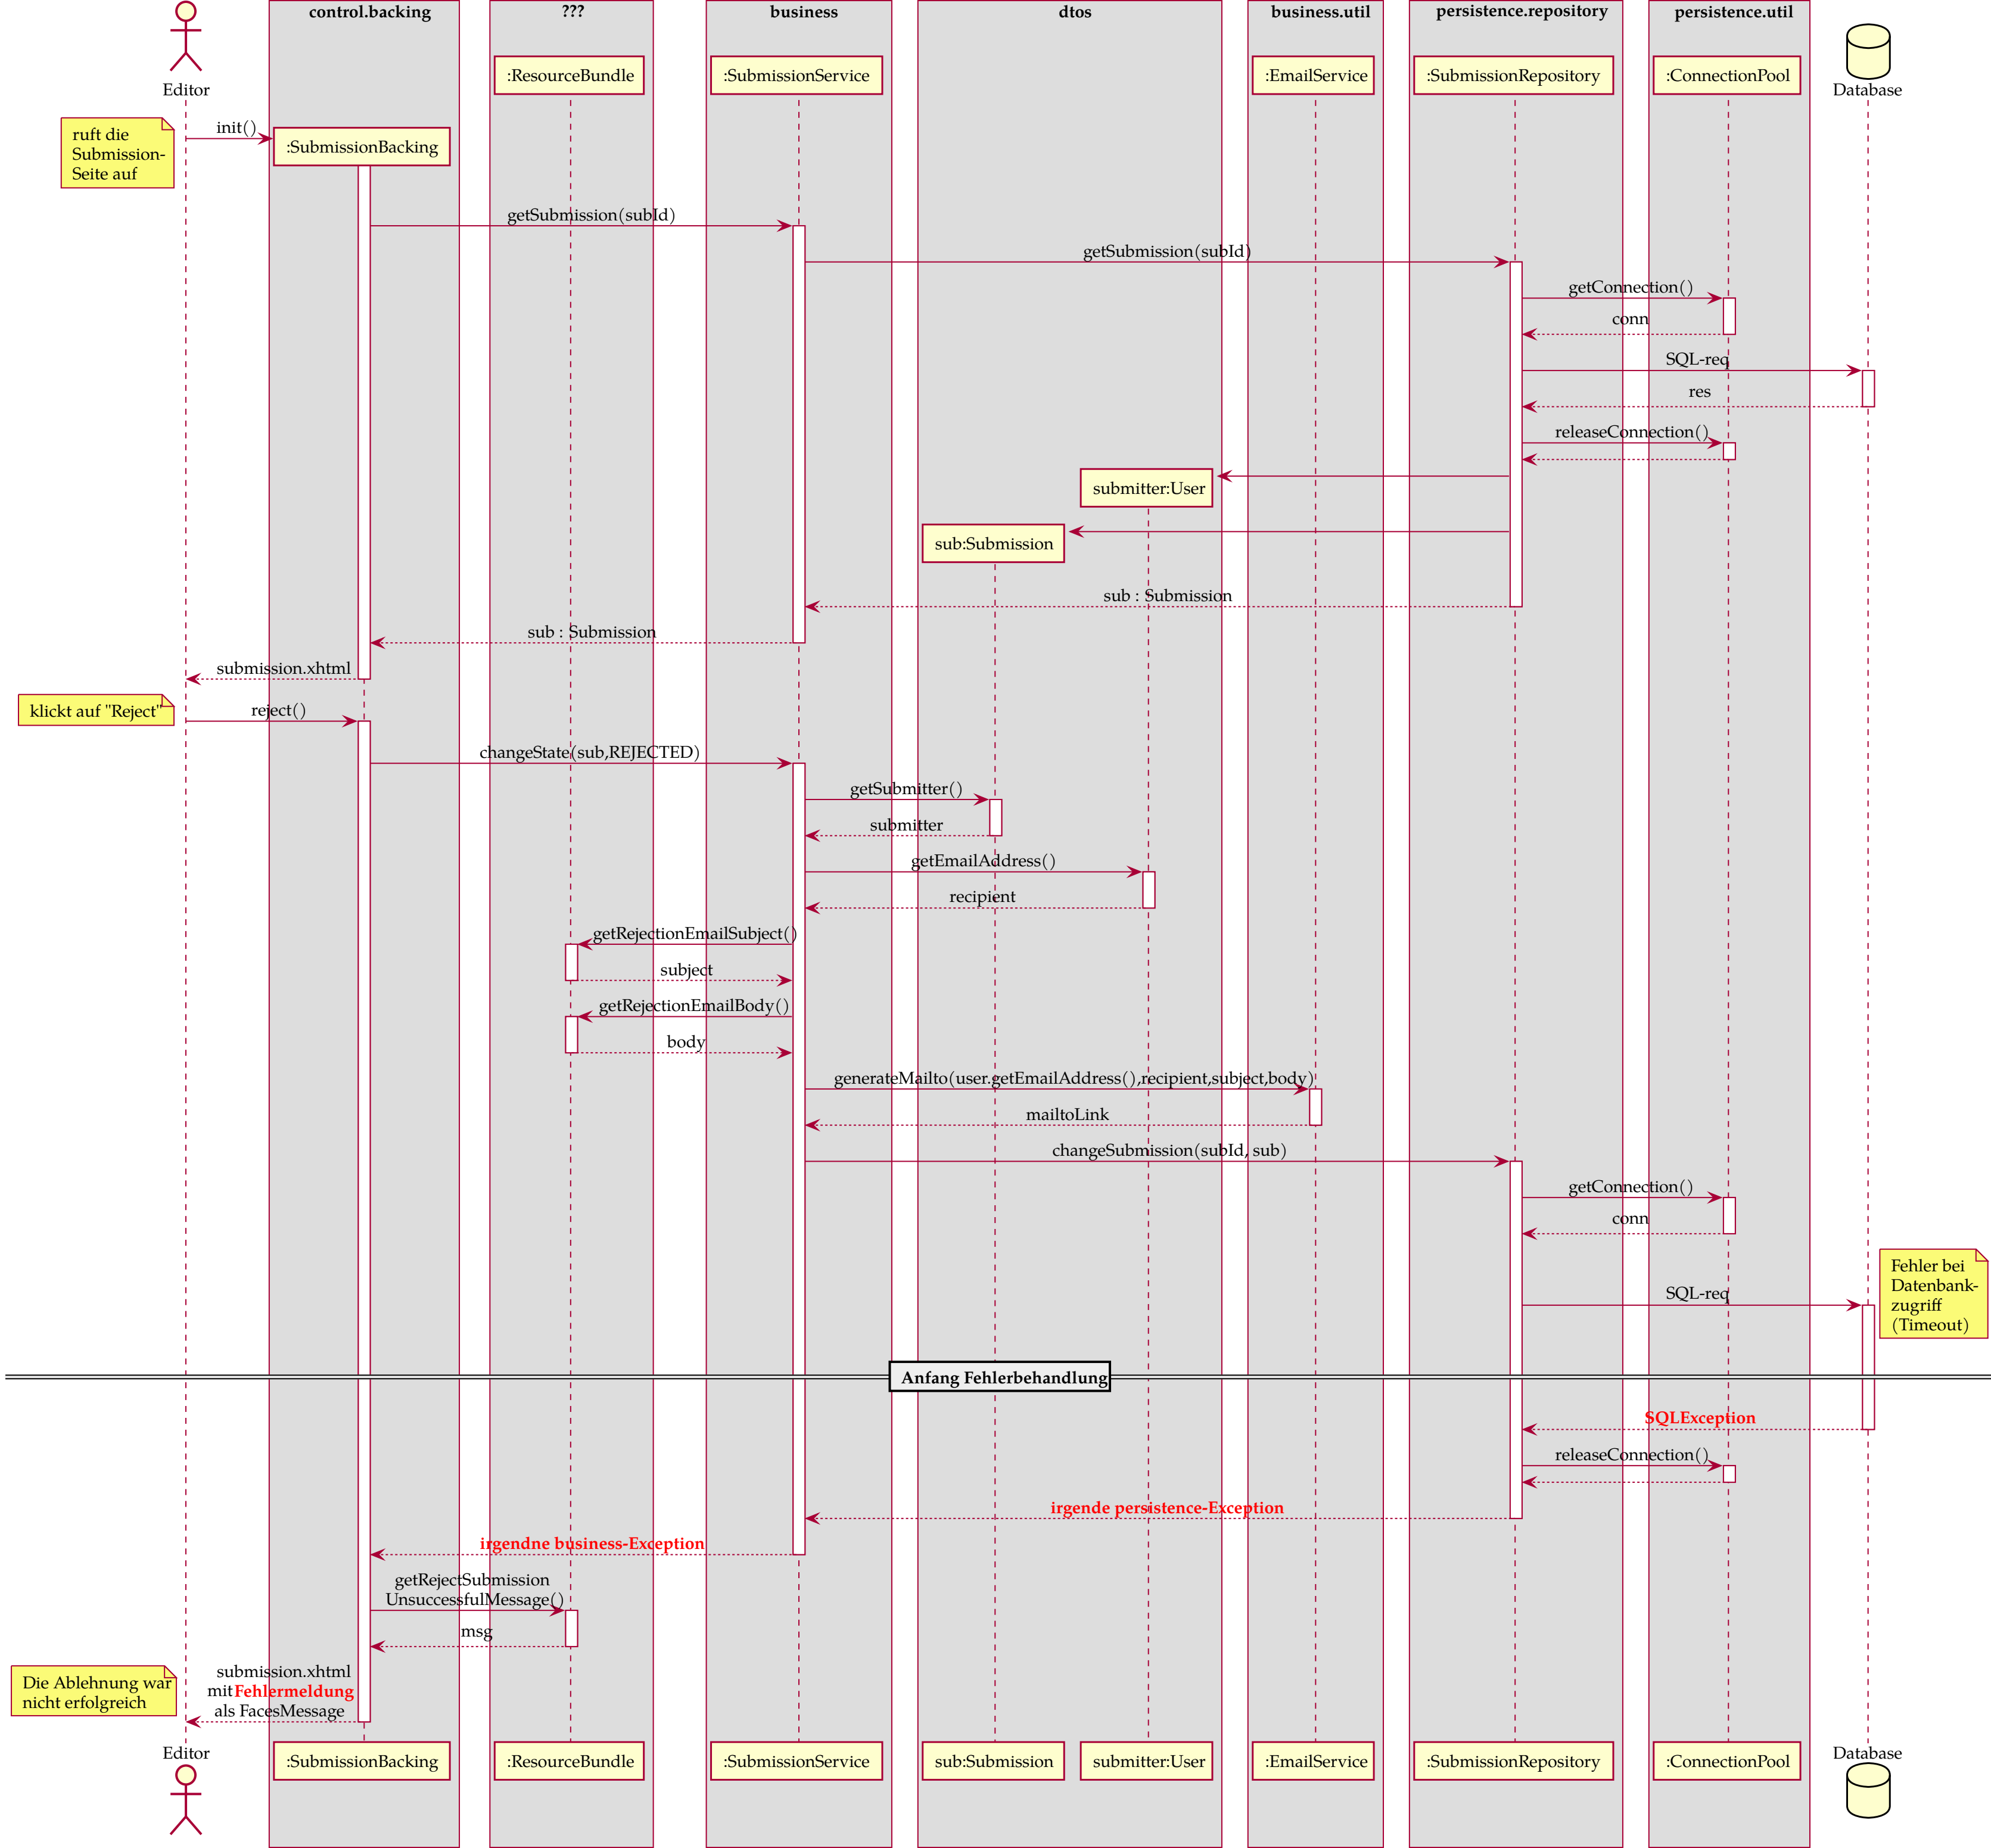 control.backing
???
business
dtos
business.util
persistence.repository
persistence.util
Editor
:ResourceBundle
:SubmissionService
:EmailService
:SubmissionRepository
:ConnectionPool
Database
ruft die
Submission-
Seite auf
init()
:SubmissionBacking
getSubmission(subId)
getSubmission(subId)
getConnection()
conn
SQL-req
res
releaseConnection()
submitter:User
sub:Submission
sub : Submission
sub : Submission
submission.xhtml
klickt auf "Reject"
reject()
changeState(sub,REJECTED)
getSubmitter()
submitter
getEmailAddress()
recipient
getRejectionEmailSubject()
subject
getRejectionEmailBody()
body
generateMailto(user.getEmailAddress(),recipient,subject,body)
mailtoLink
changeSubmission(subId, sub)
getConnection()
conn
Fehler bei
Datenbank-
zugriff
(Timeout)
SQL-req
Anfang Fehlerbehandlung
SQLException
releaseConnection()
irgende persistence-Exception
irgendne business-Exception
getRejectSubmission
UnsuccessfulMessage()
msg
Die Ablehnung war
nicht erfolgreich
submission.xhtml
mit Fehlermeldung
als FacesMessage
Editor
:SubmissionBacking
:ResourceBundle
:SubmissionService
sub:Submission
submitter:User
:EmailService
:SubmissionRepository
:ConnectionPool
Database